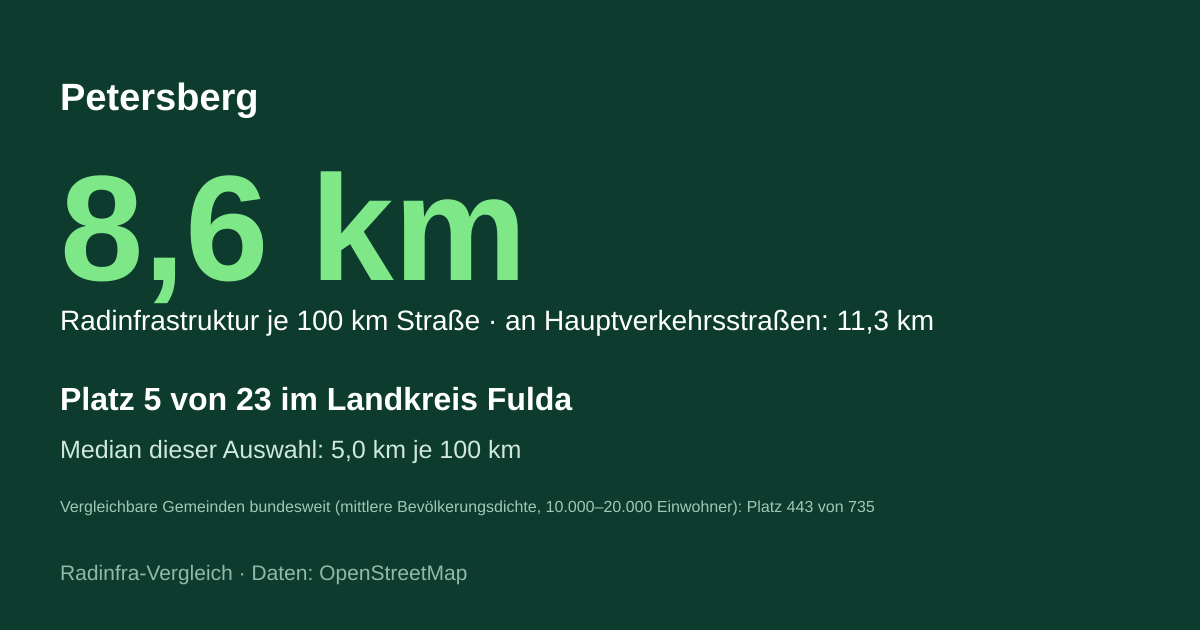 Petersberg
8,6 km
Radinfrastruktur je 100 km Straße · an Hauptverkehrsstraßen: 11,3 km
Platz 5 von 23 im Landkreis Fulda
Median dieser Auswahl: 5,0 km je 100 km
Vergleichbare Gemeinden bundesweit (mittlere Bevölkerungsdichte, 10.000–20.000 Einwohner): Platz 443 von 735
Radinfra-Vergleich · Daten: OpenStreetMap